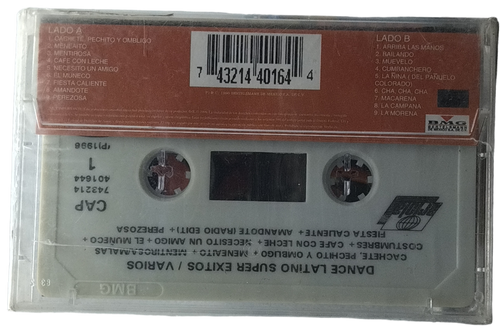 LADO A
1. CACHETE, PECHITO Y OMBLIGO
2. MENEAITO
3. MENTIROSA
4. CAFE CON LECHE
5. NECESITO UN AMIGO
6. EL MUÑECO
7. FIESTA CALIENTE
8. AMANDOTE
9. PEREZOSA
7 43214 40164 4
LADO B
1. ARRIBA LAS MANOS
2. BAILANDO
3. MUEVELO
4. CLIMBRANCHERO
5. LA NIÑA ( DEL PAÑUELO
COLORADO)
6. CHA, CHA, CHA,
7. MACARENA
8. LA CAMPANA
9. LA MORENA
BMG
BMG
DANCE LATINO SUPER EXITOS / VARIOS
CACHETE, PECHITO Y OMBLIGO + MENEAITO + MENTIROSA/MALAS
COSTUMBRES + CAFE CON LECHE + NECESITO UN AMIGO + EL MUÑECO +
FIESTA CALIENTE + AMANDOTE (RADIO EDIT) + PEREZOSA
CAP
743214
401644
1
(P)1996